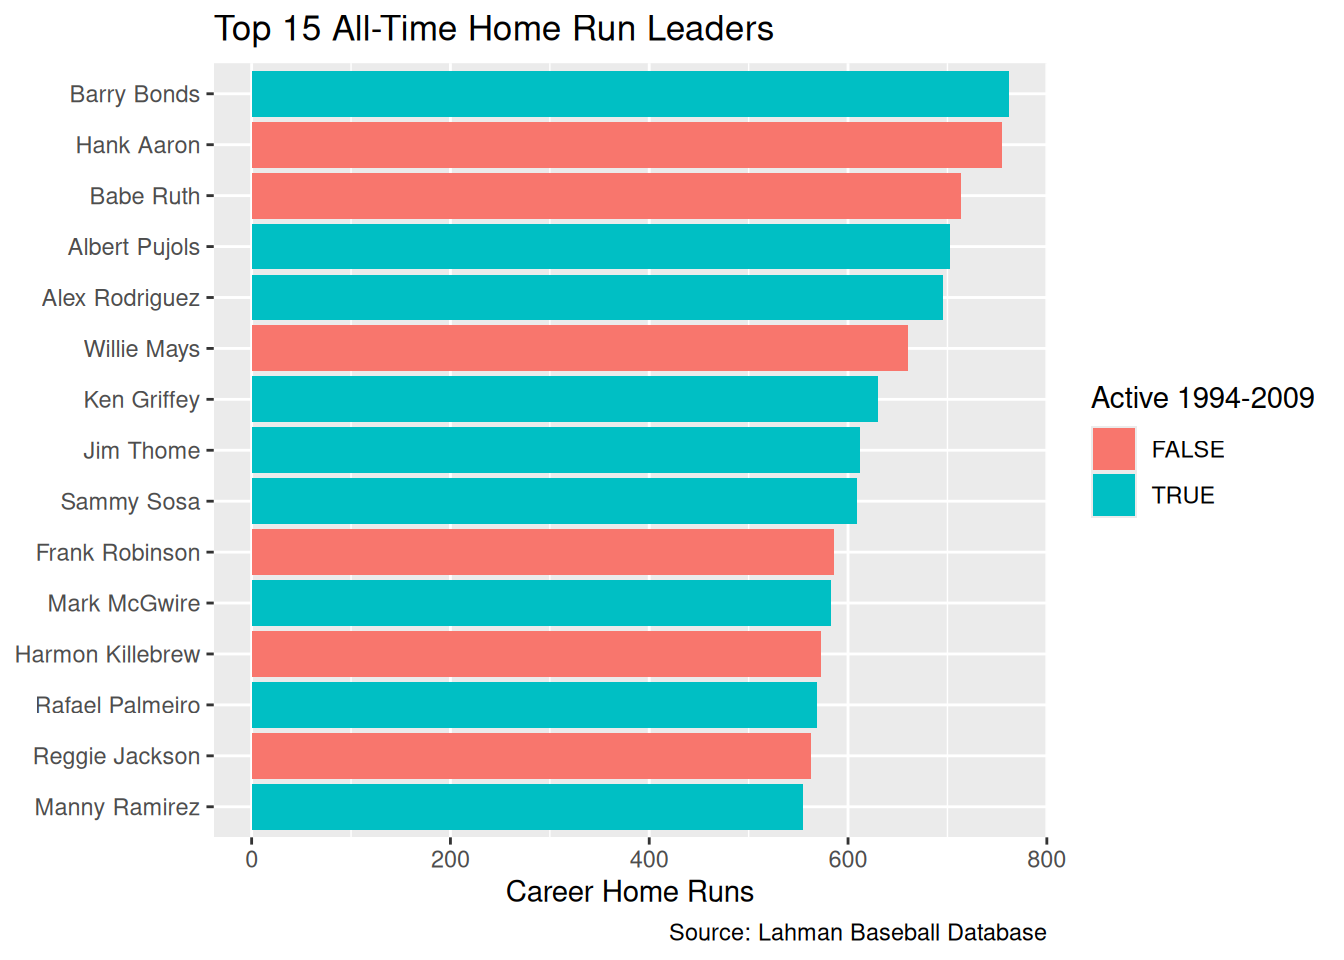 Top 15 All-Time Home Run Leaders
Barry Bonds
Hank Aaron
Babe Ruth
Albert Pujols
Alex Rodriguez
Willie Mays
Ken Griffey
Jim Thome
Sammy Sosa
Frank Robinson
Mark McGwire
Harmon Killebrew
Rafael Palmeiro
Reggie Jackson
Manny Ramirez
0 200 400 600 800
Career Home Runs
Source: Lahman Baseball Database
Active 1994-2009
FALSE
TRUE